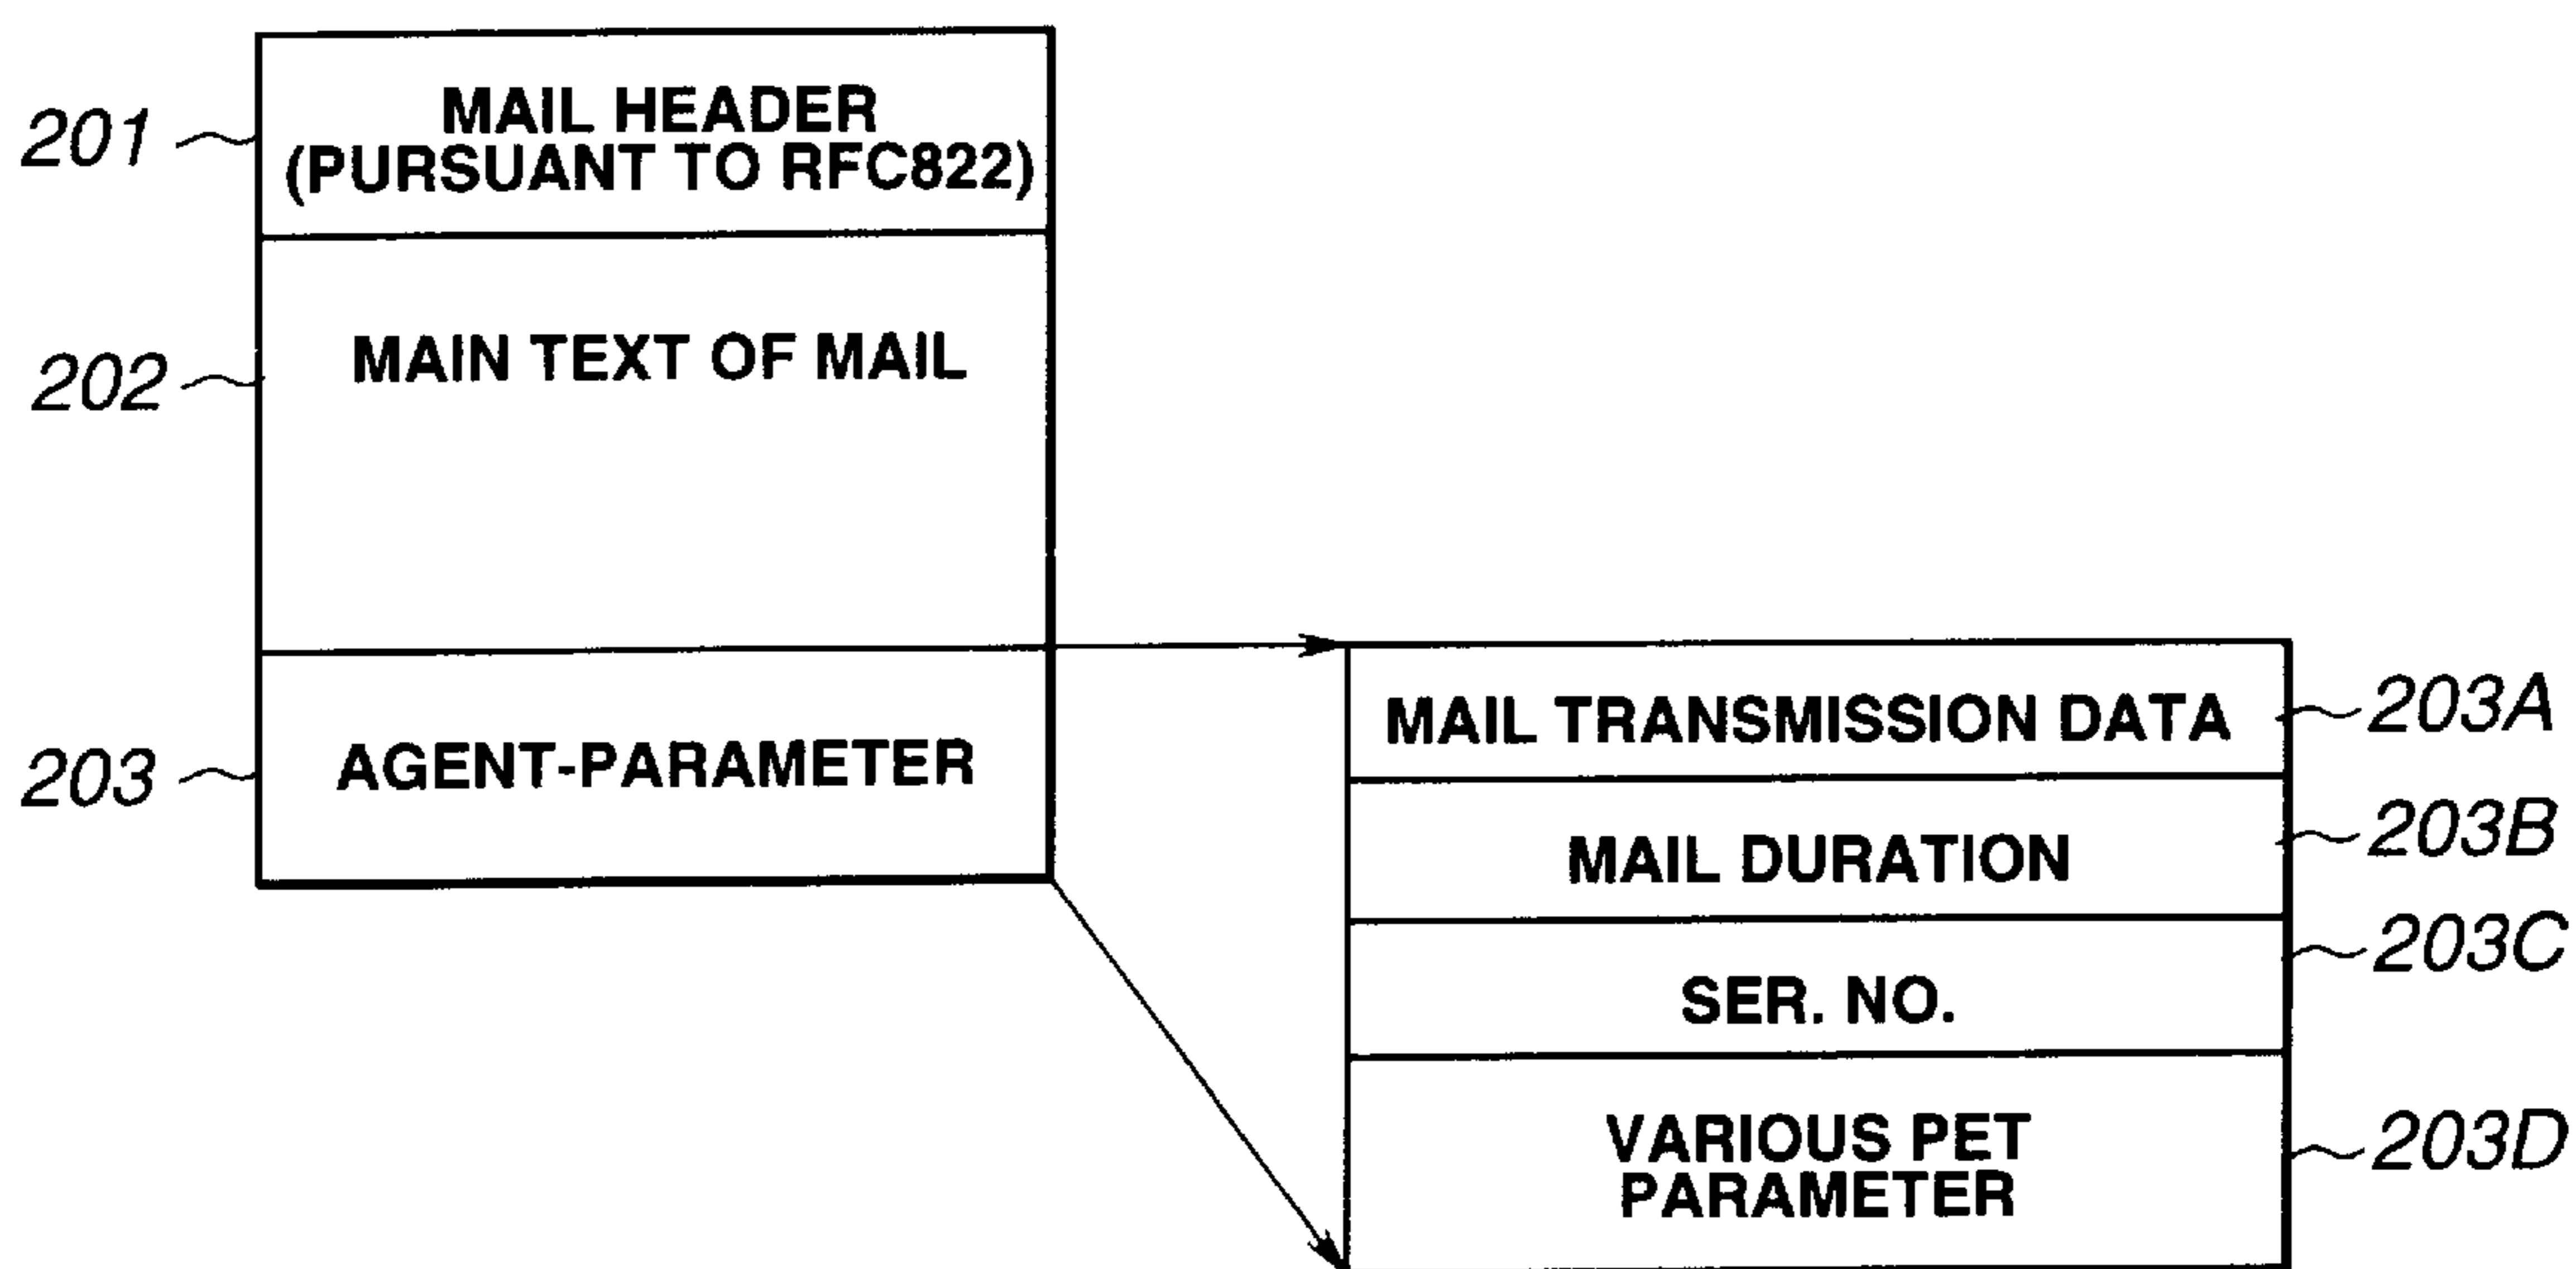 201
MAIL HEADER
(PURSUANT TO RFC822)
202
MAIN TEXT OF MAIL
203
AGENT-PARAMETER
MAIL TRANSMISSION DATA
203A
MAIL DURATION
203B
SER. NO.
203C
VARIOUS PET
PARAMETER
203D